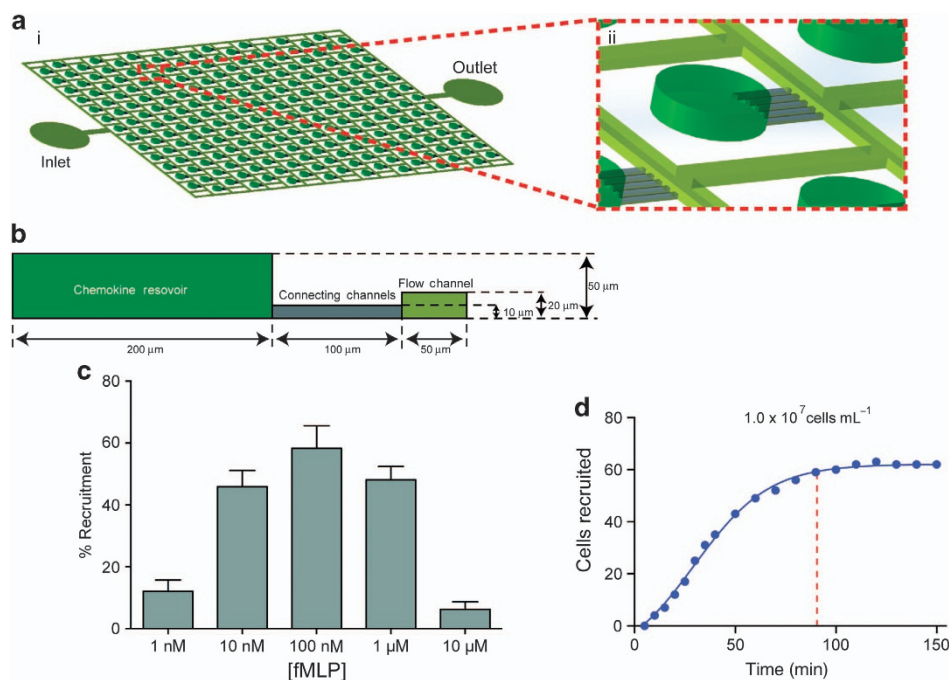 a
i
Inlet
Outlet
ii
b
Chemokine resovoir
Connecting channels
Flow channel
10 μm
20 μm
50 μm
200 μm
100 μm
50 μm
c
% Recruitment
80
60
40
20
0
1 nM 10 nM 100 nM 1 μM 10 μM
[fMLP]
d
1.0 x 10⁷ cells mL⁻¹
Cells recruited
80
60
40
20
0
0 50 100 150
Time (min)